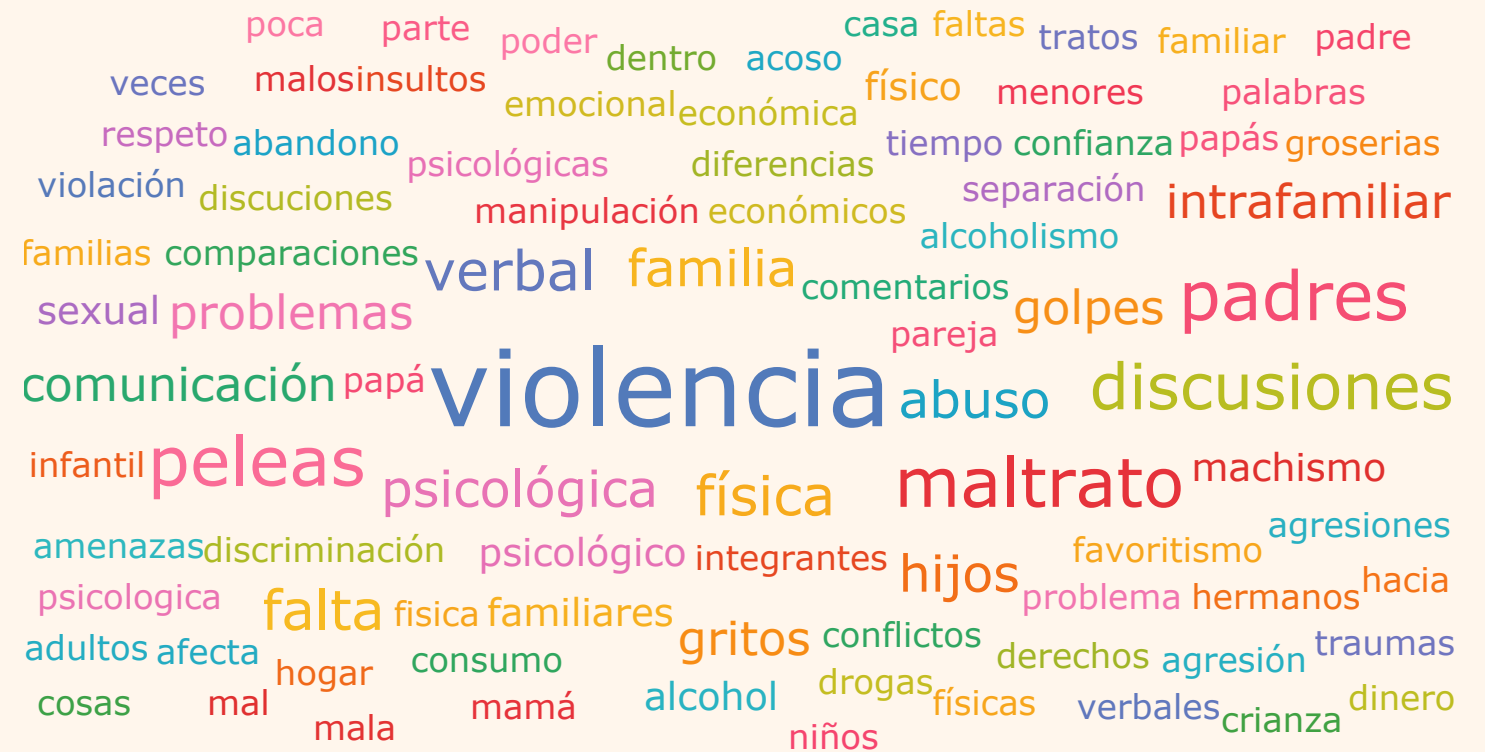 poca parte poder dentro acoso casa faltas tratos familiar padre
veces malos insultos emocional económica físico menores palabras
respeto abandono psicológicas diferencias tiempo confianza papás groserias
violación discuciones manipulación económicos separación intrafamiliar
familias comparaciones verbal familia comentarios alcoholismo
sexual problemas pareja golpes padres
comunicación papá violencia abuso discusiones
infantil peleas psicológica física maltrato machismo
amenazas discriminación psicológico integrantes hijos favoritismo agresiones
psicologica falta fisica familiares problema hermanos hacia
adultos afecta hogar consumo gritos conflictos derechos agresión traumas
cosas mal mala mamá alcohol drogas físicas verbales crianza dinero
niños